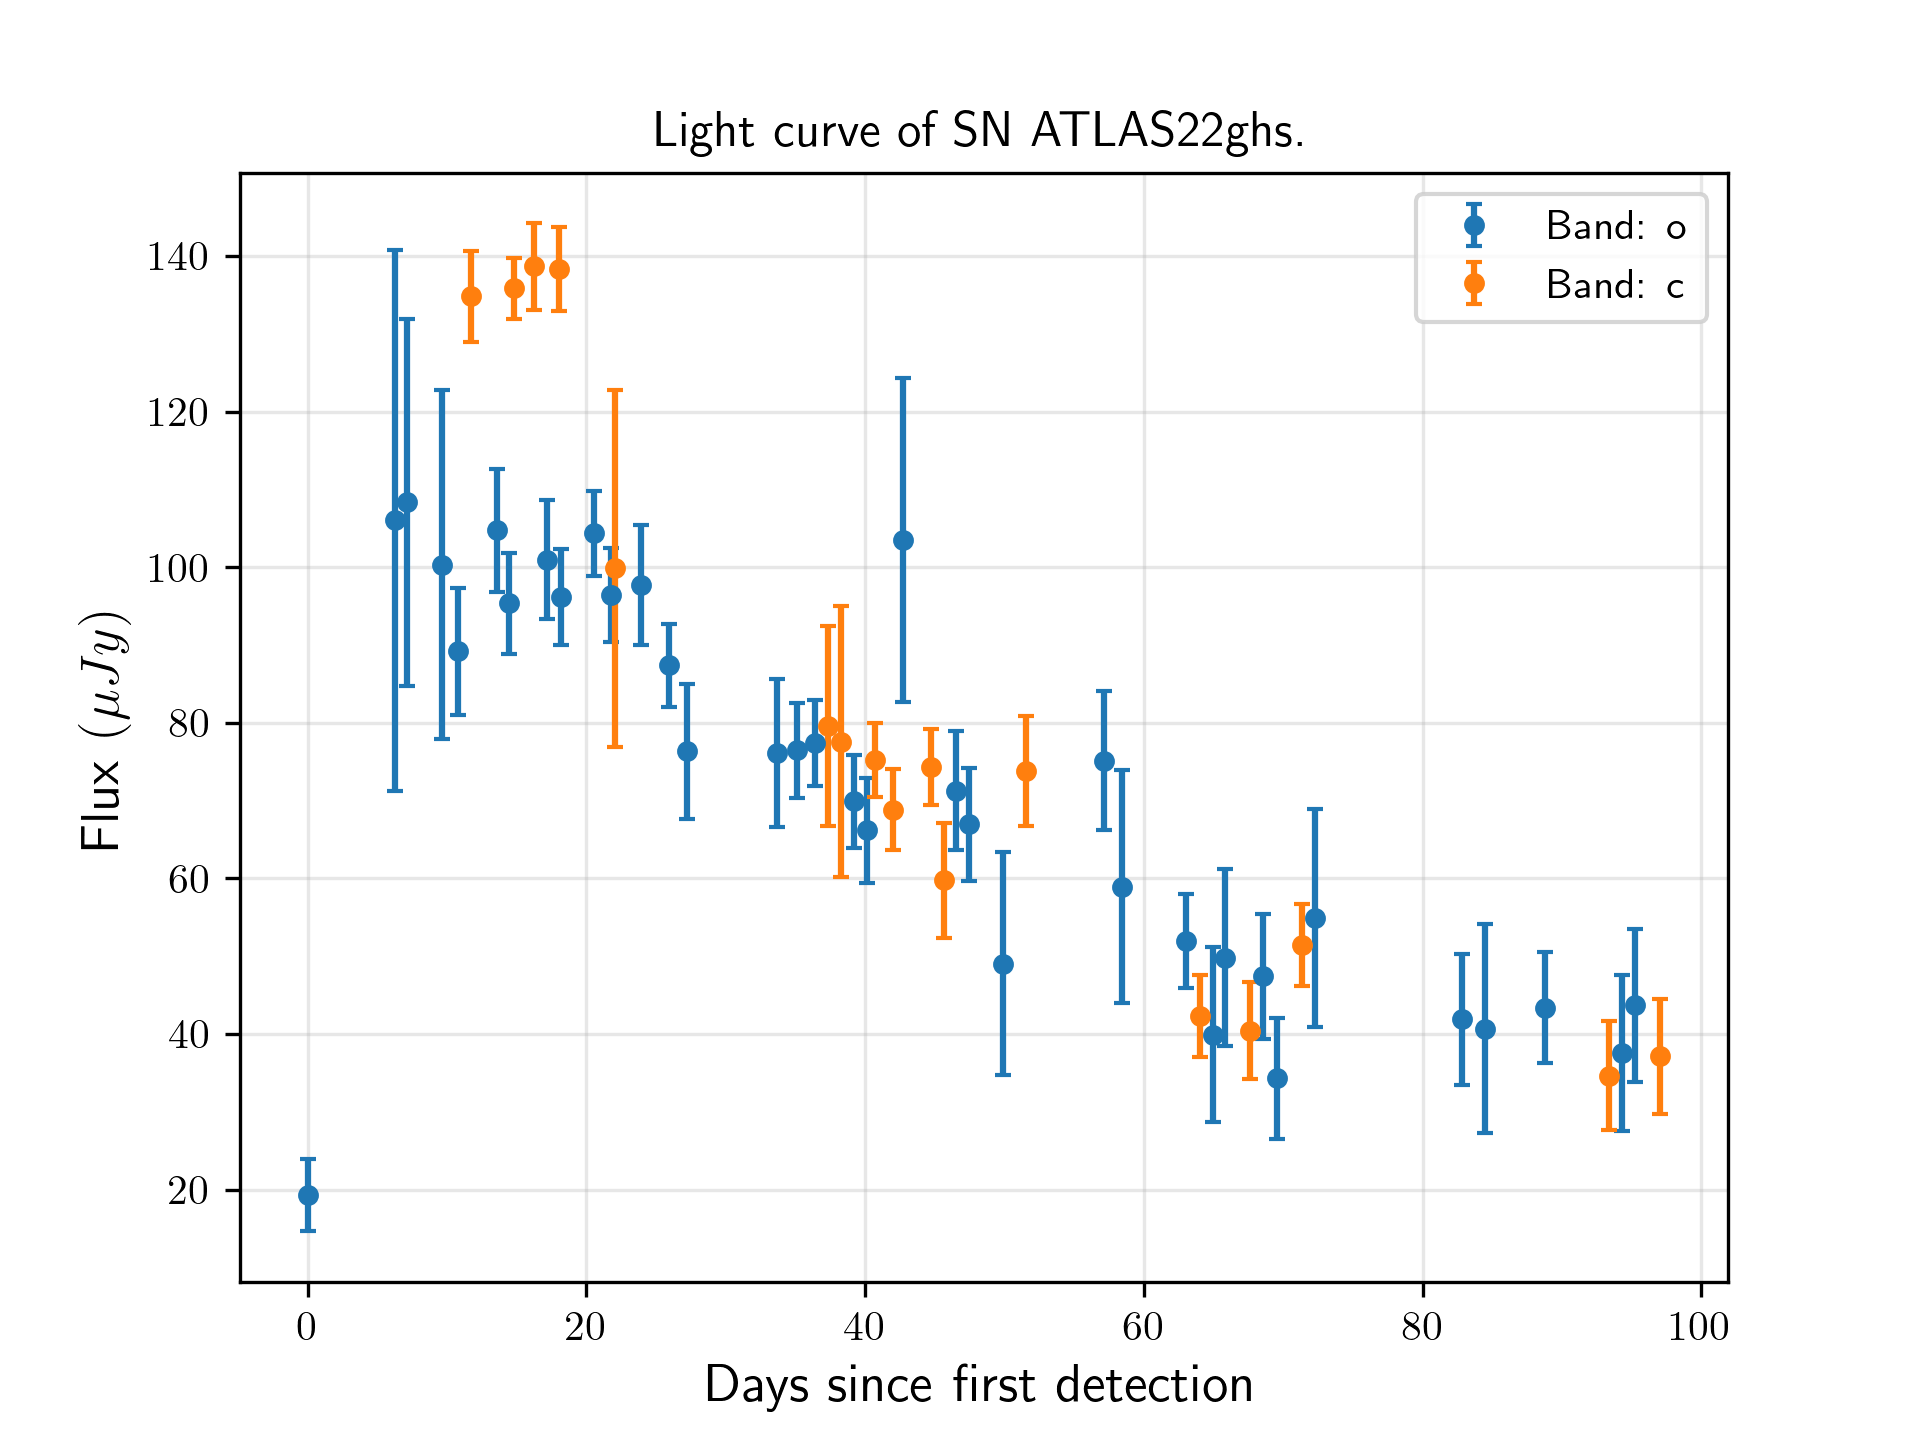 Light curve of SN ATLAS22ghs.
Band: o
Band: c
140
120
100
80
60
40
20
Flux (μJy)
0 20 40 60 80 100
Days since first detection